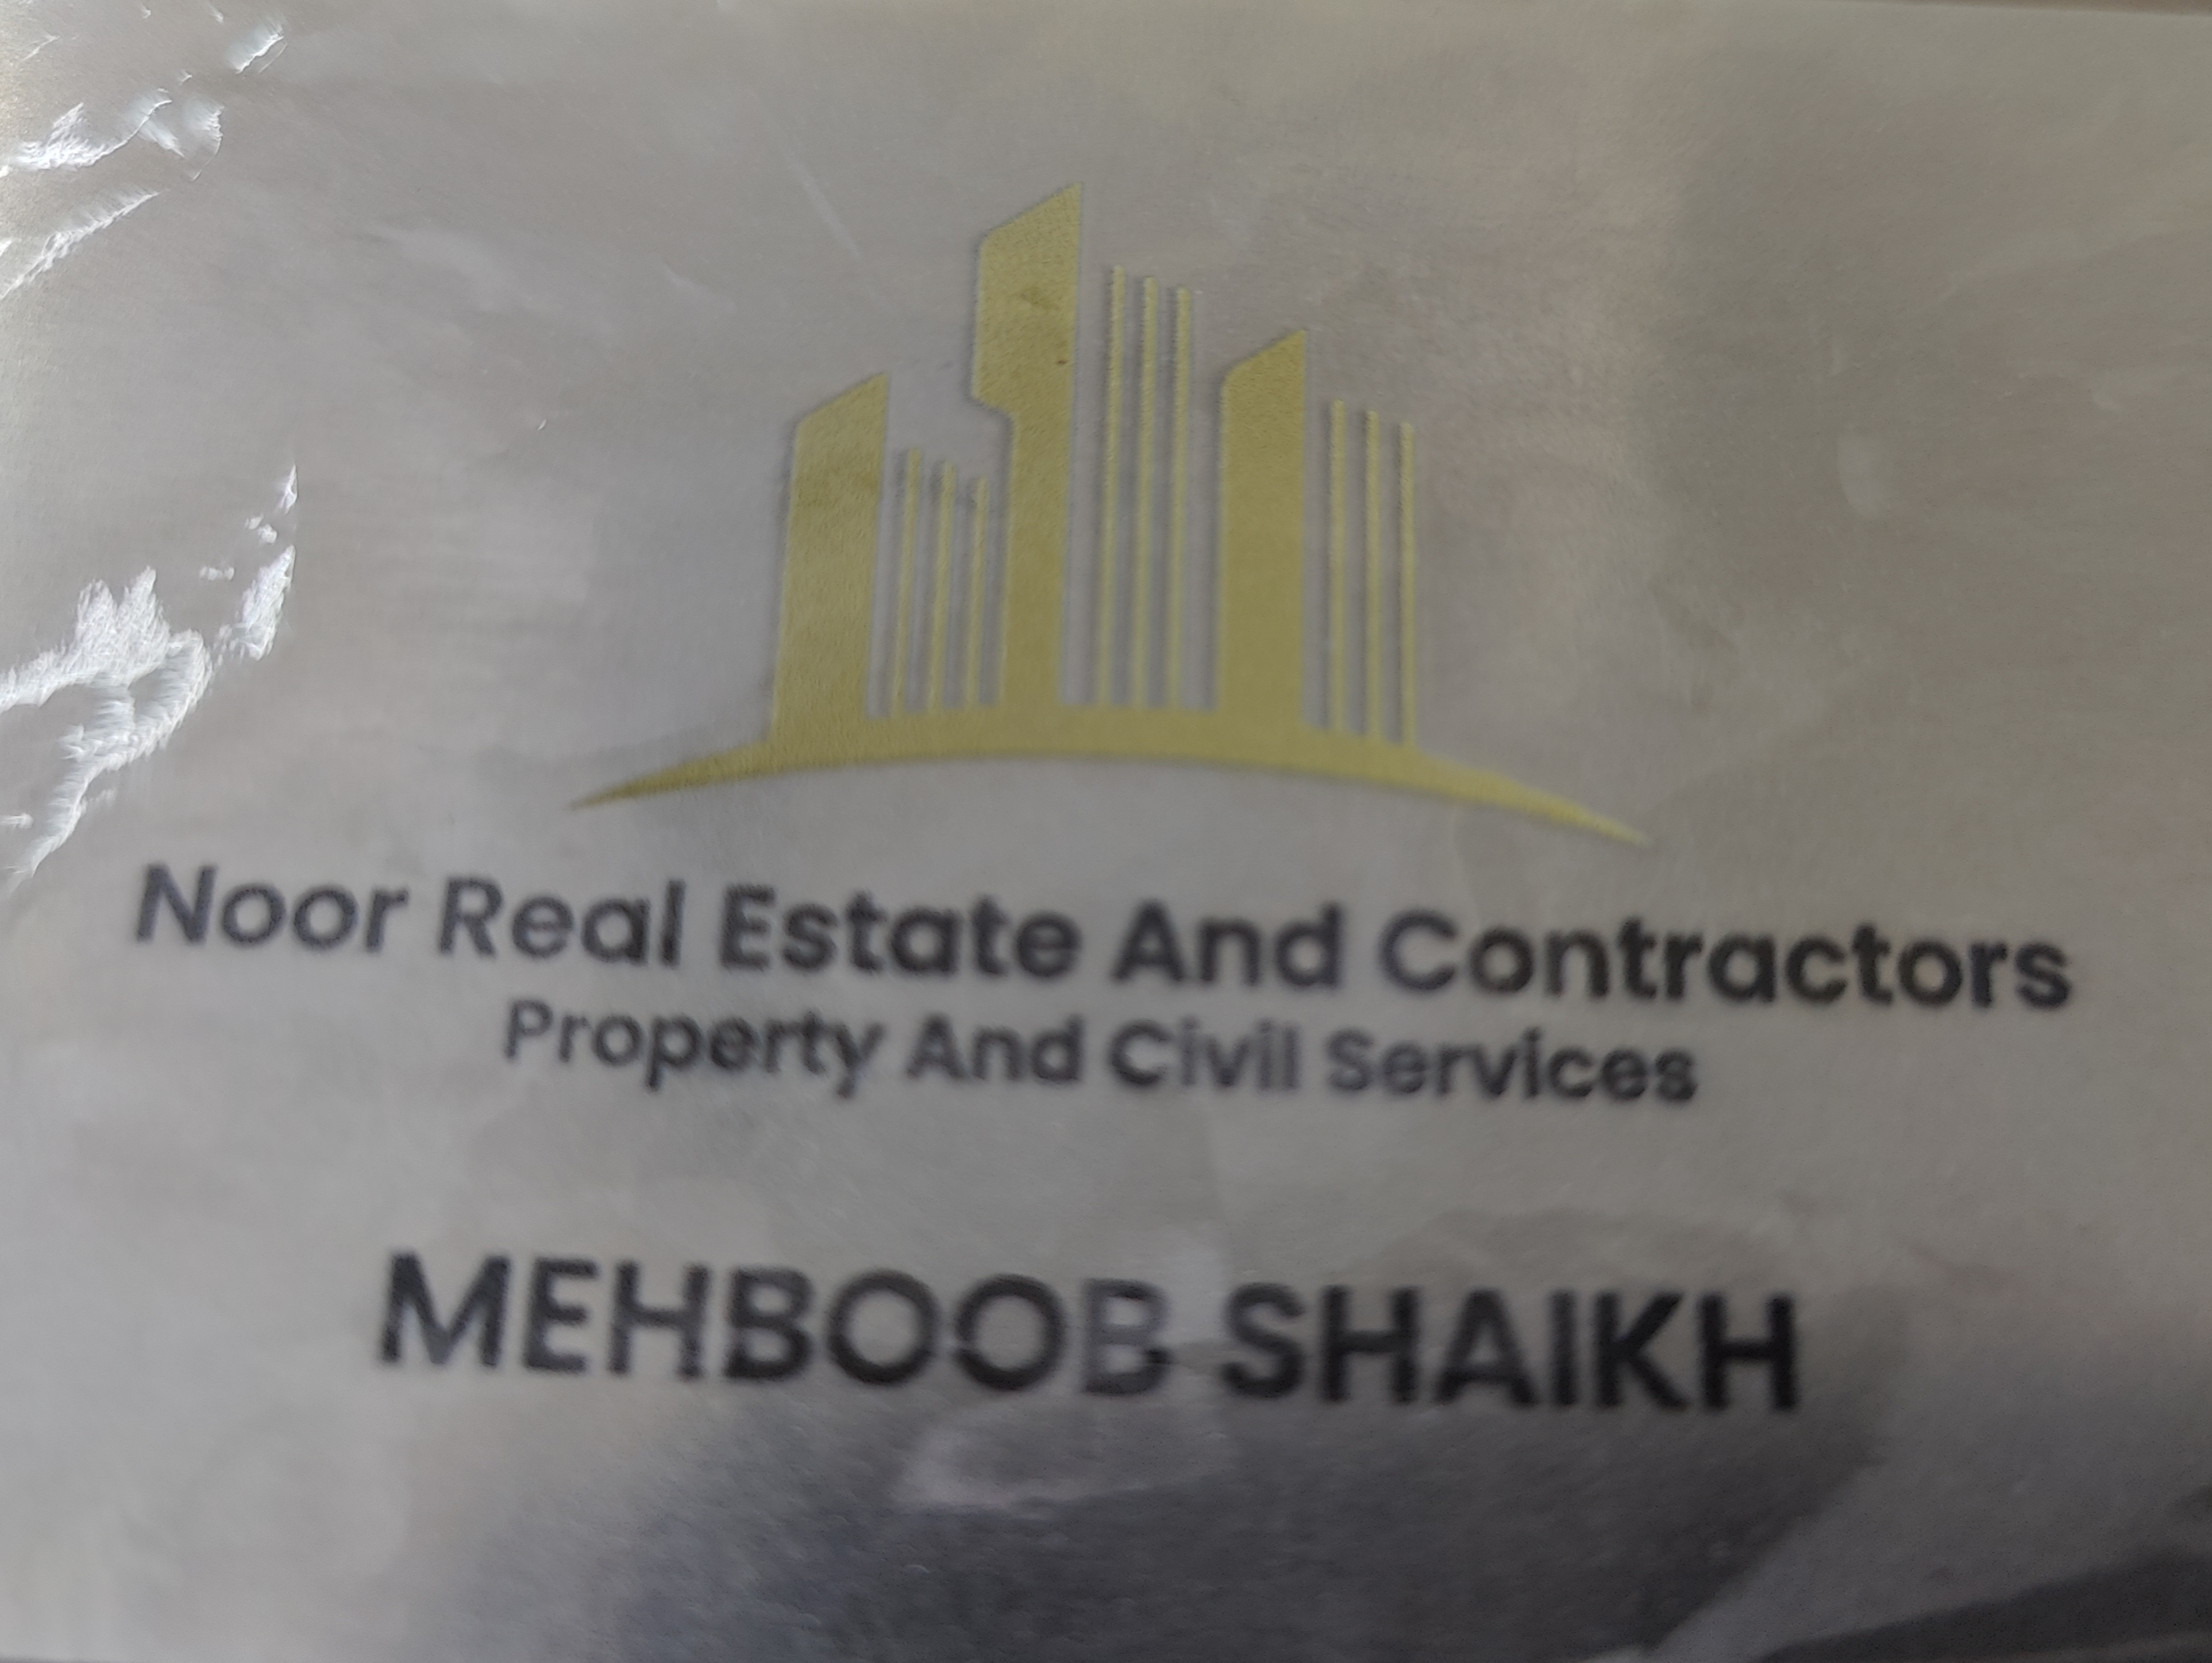 Noor Real Estate And Contractors
Property And Civil Services
MEHBOOB SHAIKH